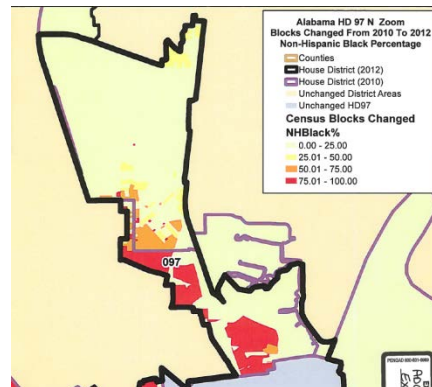 Alabama HD 97 N Zoom
Blocks Changed From 2010 To 2012
Non-Hispanic Black Percentage
Counties
House District (2012)
House District (2010)
Unchanged District Areas
Unchanged HD97
Census Blocks Changed
NHBlack%
0.00 - 25.00
25.01 - 50.00
50.01 - 75.00
75.01 - 100.00
097